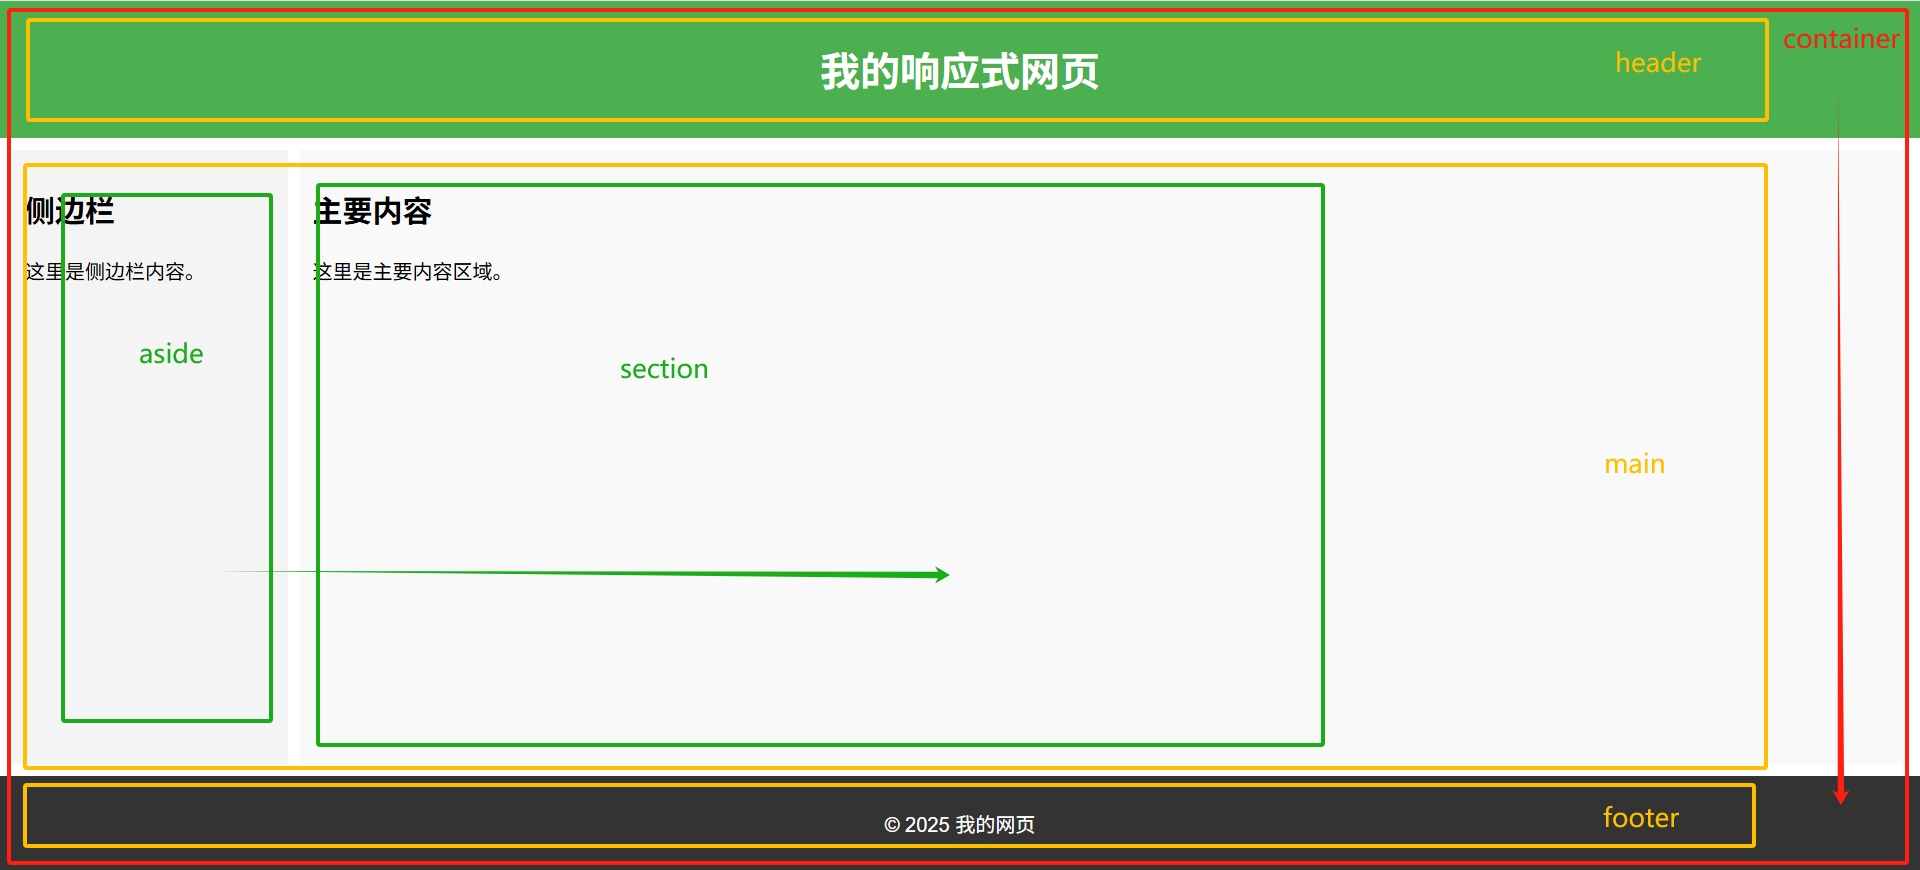 container
我的响应式网页
header
侧边栏
主要内容
这里是侧边栏内容。
这里是主要内容区域。
aside
section
main
© 2025 我的网页
footer